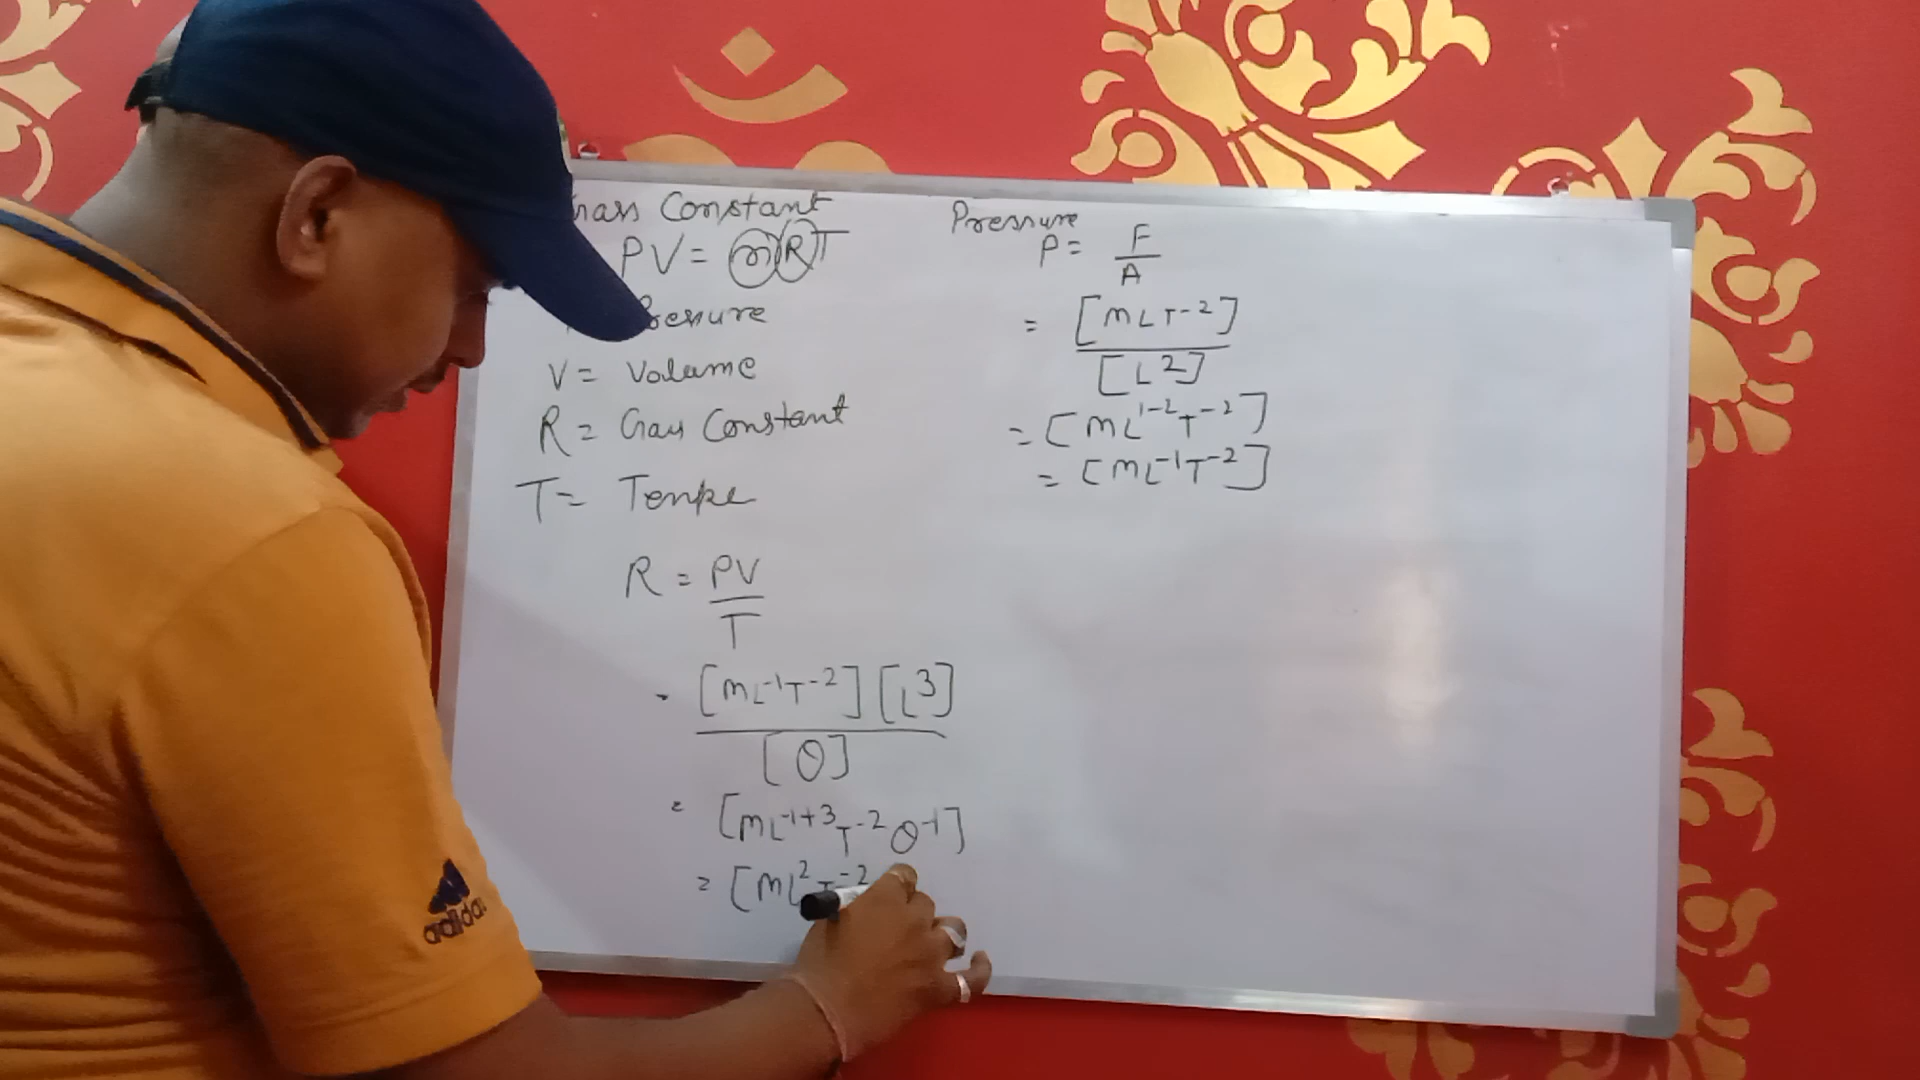 Gass Constant
PV = nRT
Pressure
V = Volume
R = Gas Constant
T = Tempe
R = PV
T
= [ML⁻¹T⁻²] [L³]
[θ]
= [ML⁻¹⁺³T⁻²θ⁻¹]
= [ML²T⁻²
Pressure
P = F
A
= [MLT⁻²]
[L²]
= [ML¹⁻²T⁻²]
= [ML⁻¹T⁻²]
adidas